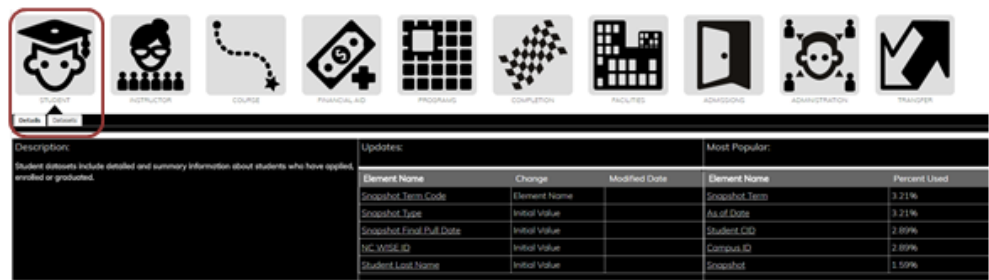 STUDENT INSTRUCTOR COURSE FINANCIAL AID PROGRAMS COMPLETION FACILITIES ADMISSIONS ADMINISTRATION TRANSFER
Details Datasets
Description: Updates: Most Popular:
Student datasets include detailed and summary information about students who have applied,
enrolled or graduated.
Element Name Change Modified Date Element Name Percent Used
Snapshot Term Code Element Name Snapshot Term 3.21%
Snapshot Type Initial Value As of Date 3.21%
Snapshot Final Pull Date Initial Value Student CID 2.89%
NC WISE ID Initial Value Campus ID 2.89%
Student Last Name Initial Value Snapshot 1.59%